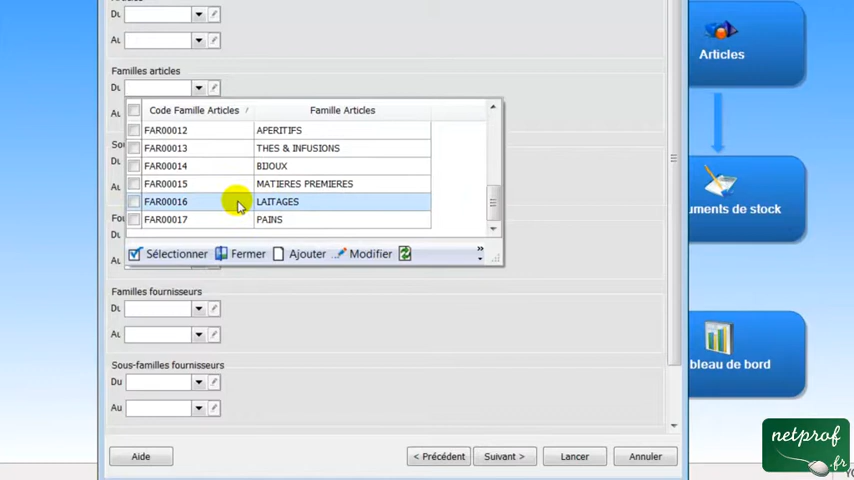 Du
Au
Familles articles
Du
Code Famille Articles / Famille Articles
FAR00012 APERITIFS
FAR00013 THES & INFUSIONS
FAR00014 BIJOUX
FAR00015 MATIERES PREMIERES
FAR00016 LAITAGES
FAR00017 PAINS
Sélectionner Fermer Ajouter Modifier
Familles fournisseurs
Du
Au
Sous-familles fournisseurs
Du
Au
Aide < Précédent Suivant > Lancer Annuler
Articles
uments de stock
bleau de bord
netprof
.fr